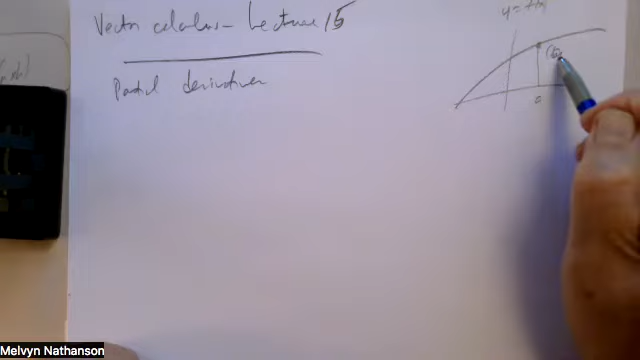 Vector calculus - Lecture 15
y = f(x)
Partial derivatives
a
Melvyn Nathanson